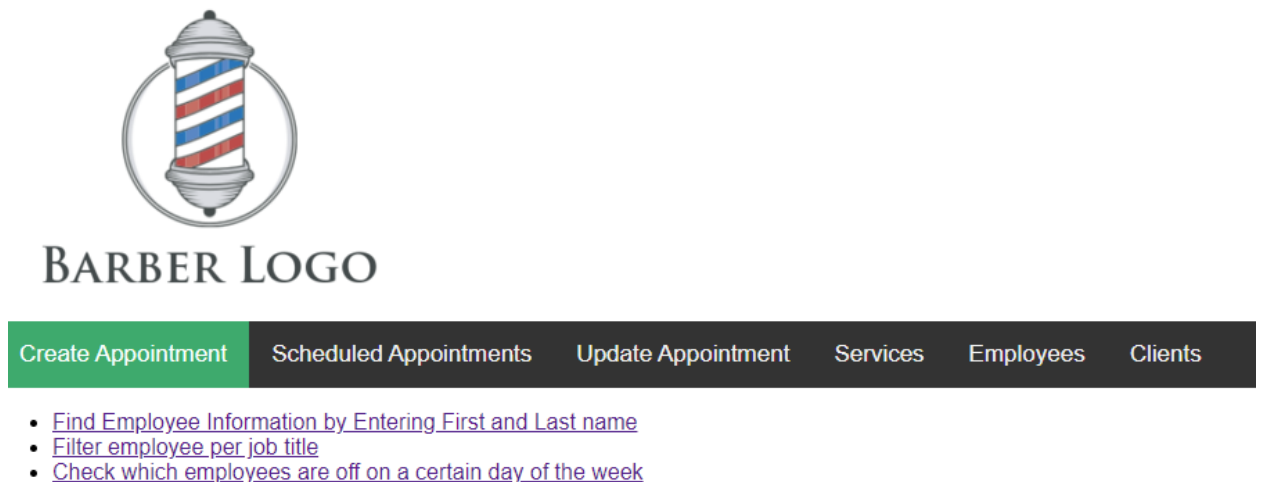 BARBER LOGO
Create Appointment Scheduled Appointments Update Appointment Services Employees Clients
Find Employee Information by Entering First and Last name
Filter employee per job title
Check which employees are off on a certain day of the week